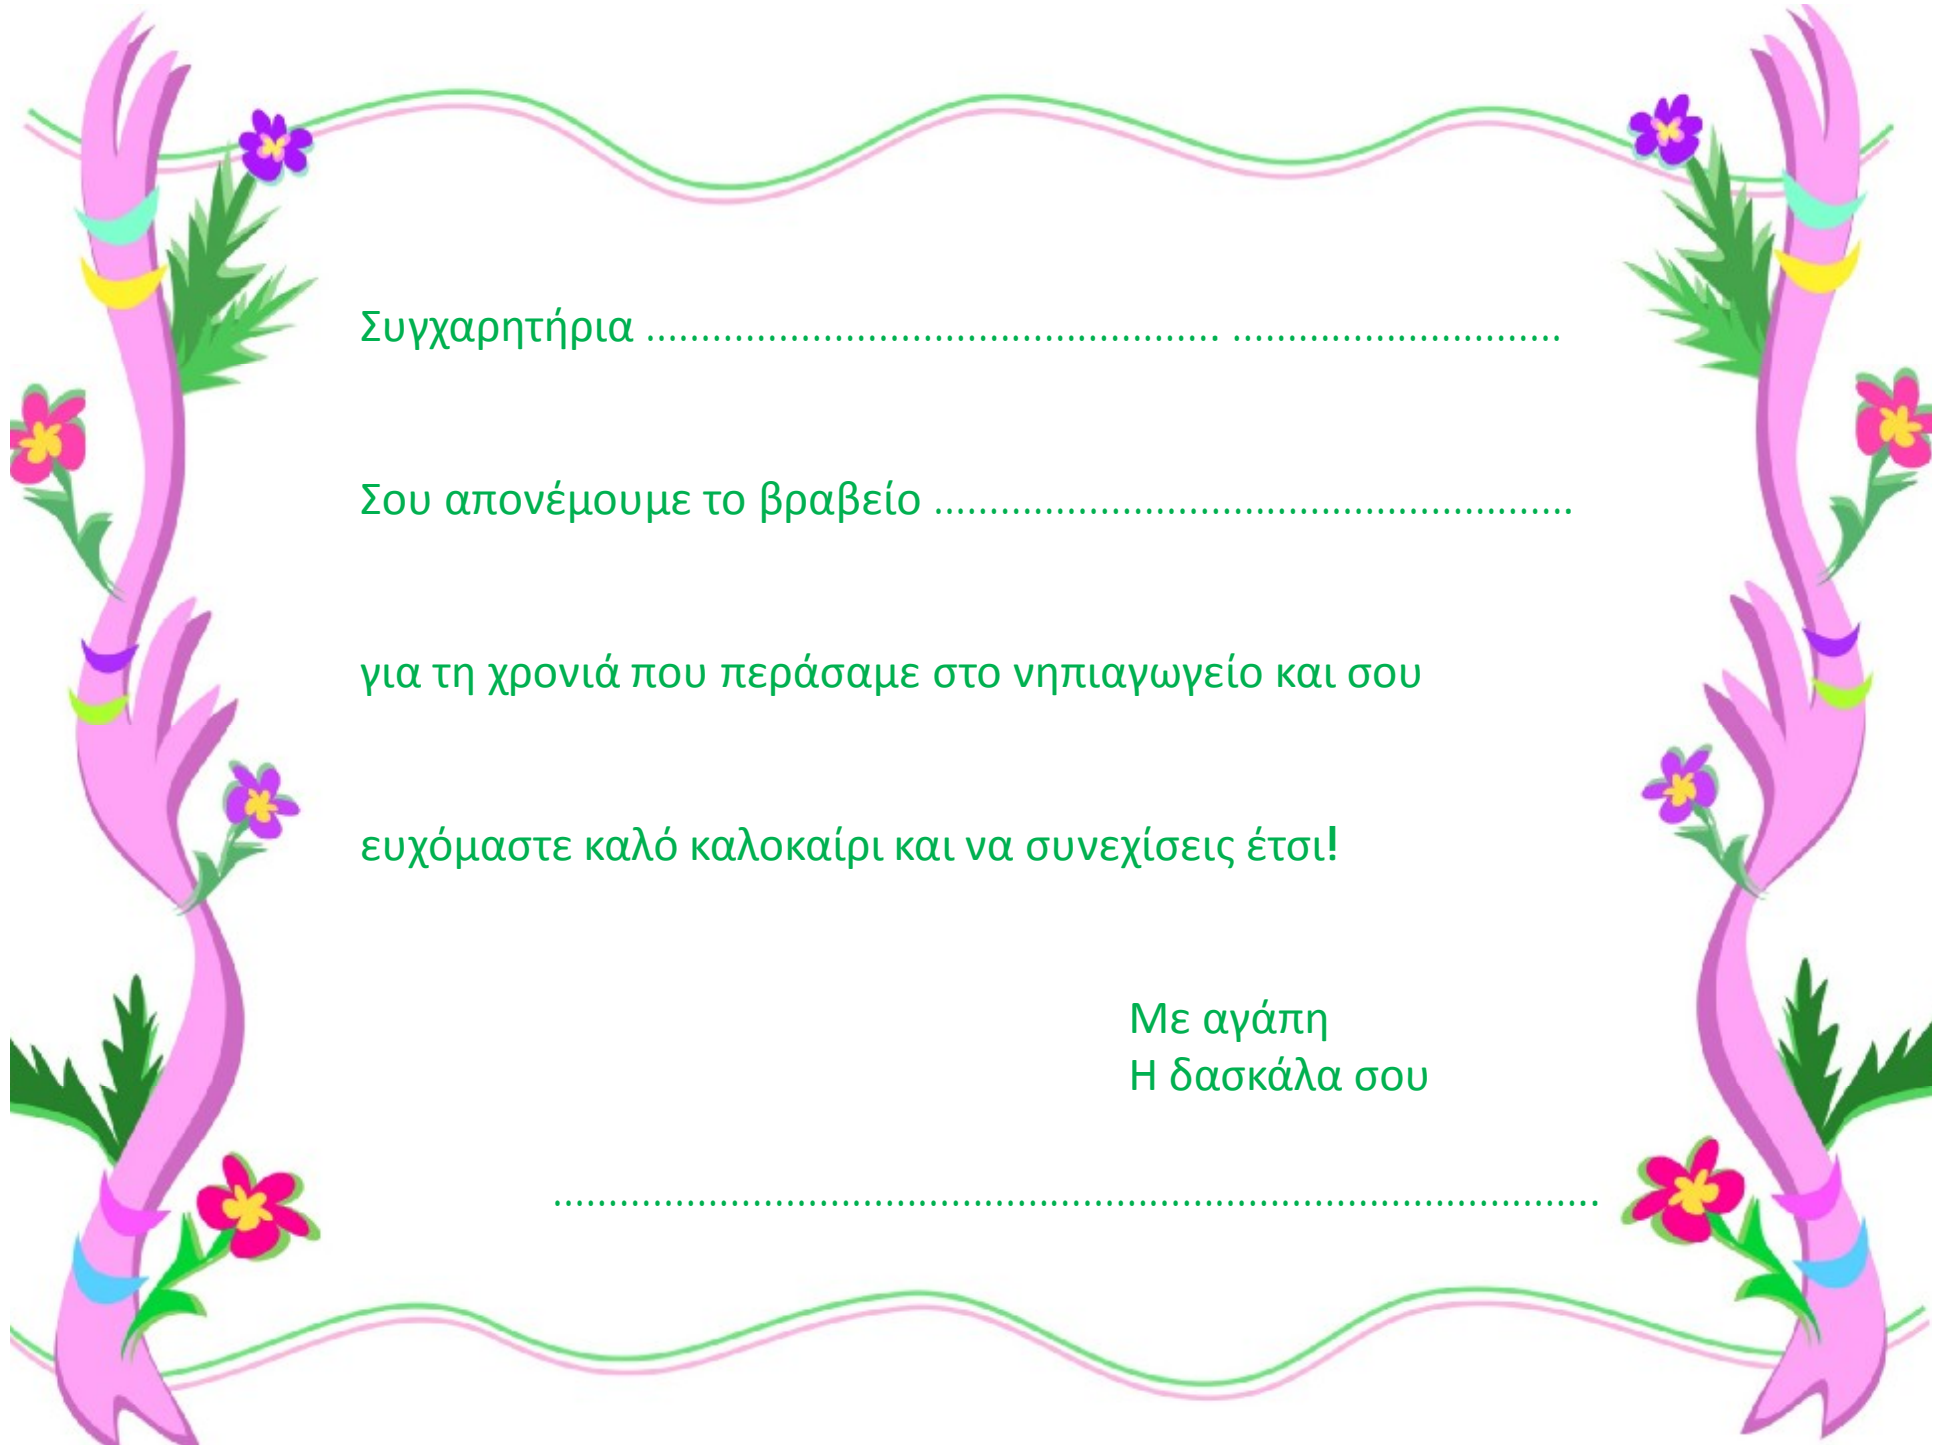 Συγχαρητήρια .................................................... ..............................
Σου απονέμουμε το βραβείο ..........................................................
για τη χρονιά που περάσαμε στο νηπιαγωγείο και σου
ευχόμαστε καλό καλοκαίρι και να συνεχίσεις έτσι!
Με αγάπη
Η δασκάλα σου
...............................................................................................